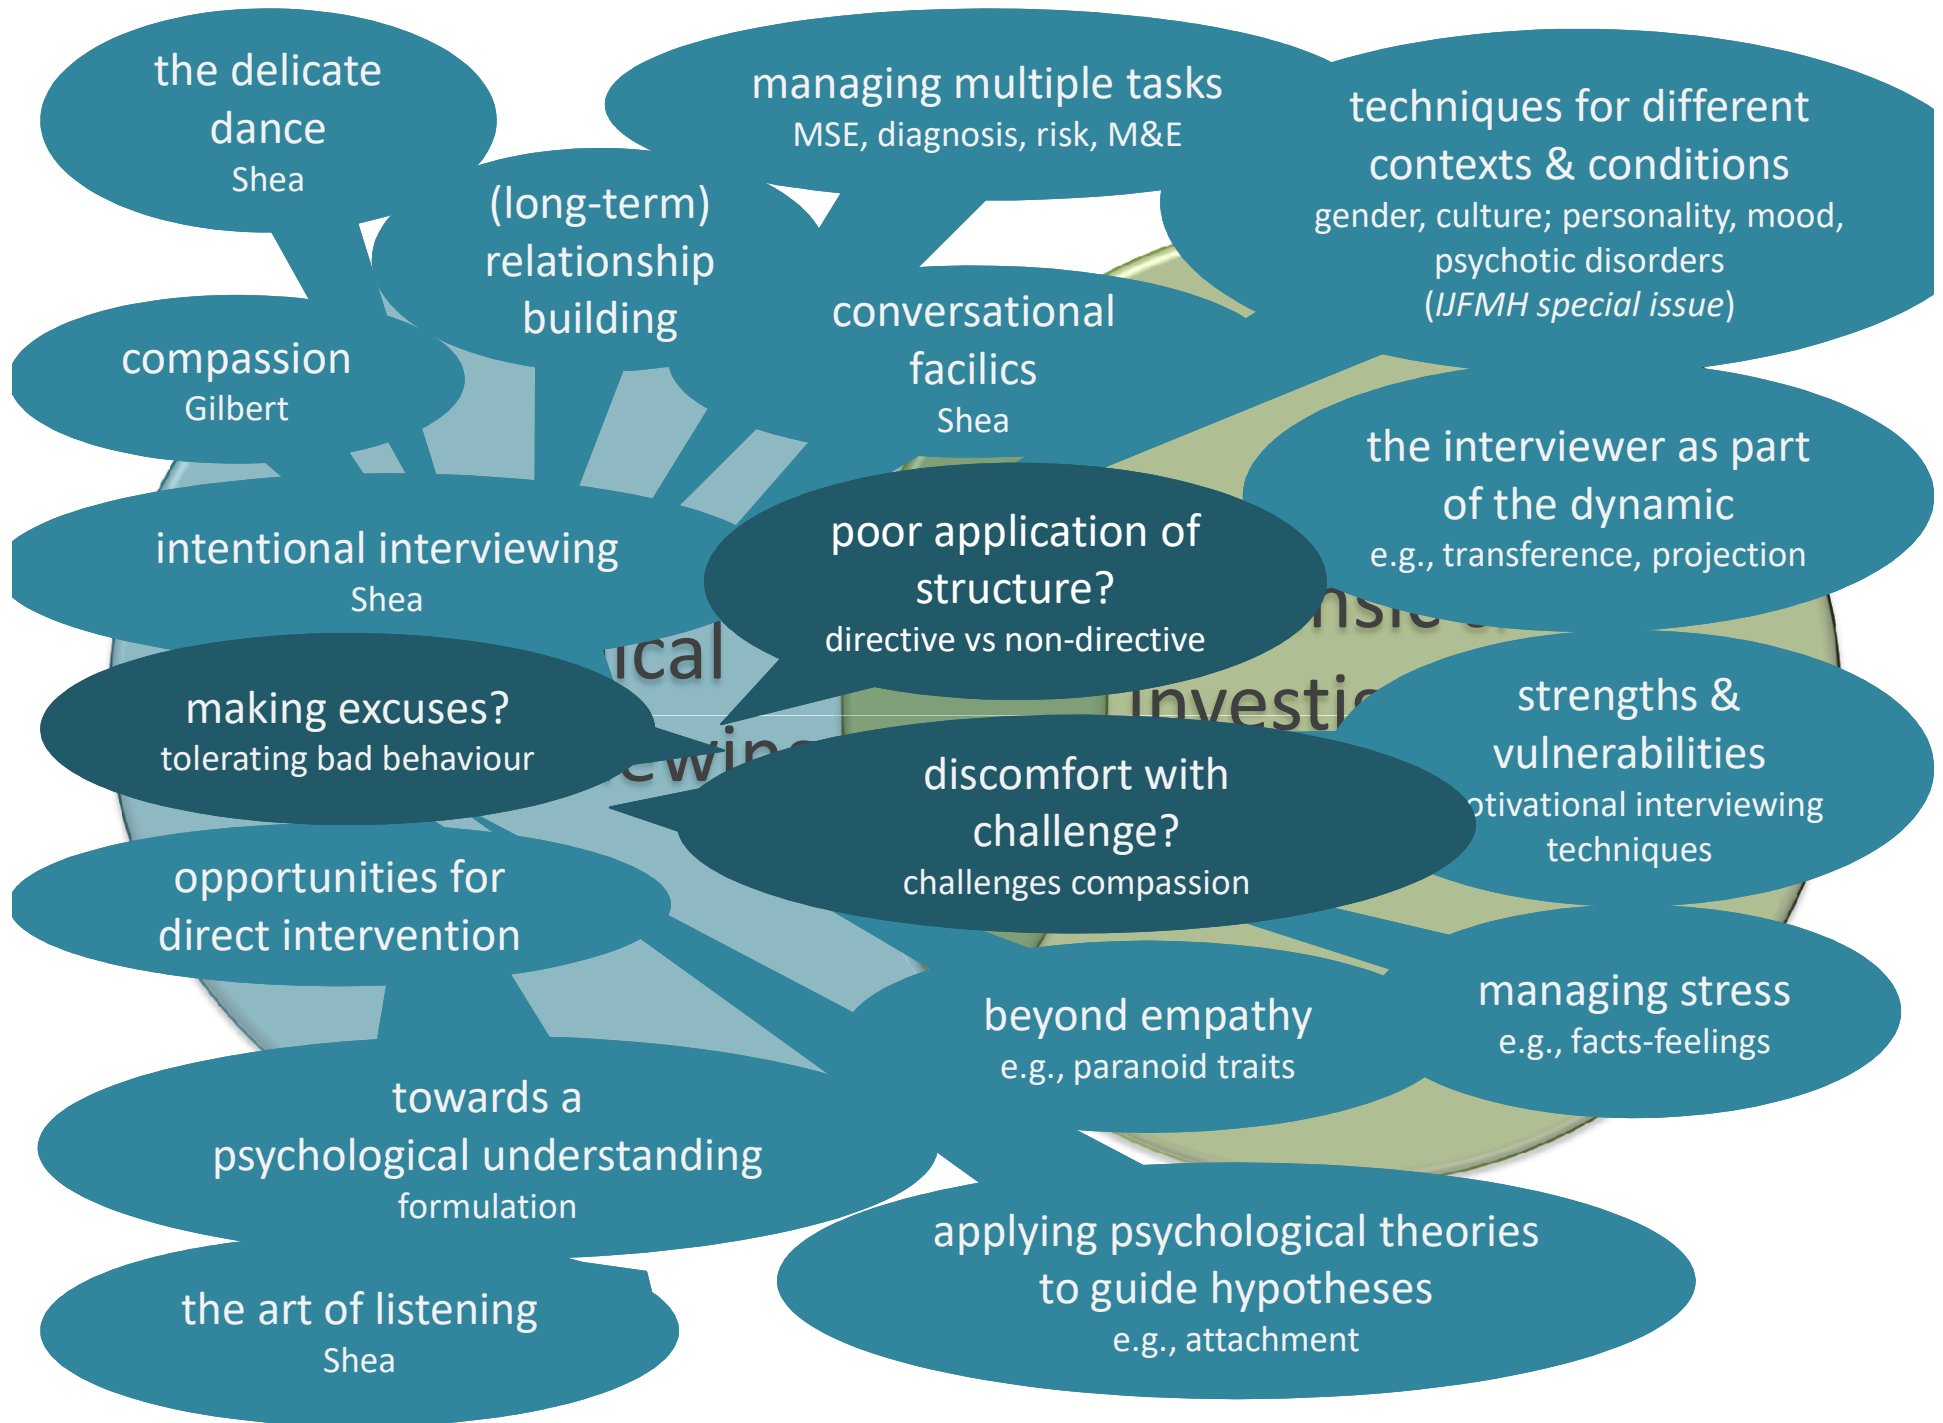 the delicate
dance
Shea
managing multiple tasks
MSE, diagnosis, risk, M&E
techniques for different
contexts & conditions
gender, culture; personality, mood,
psychotic disorders
(IJFMH special issue)
(long-term)
relationship
building
conversational
facilics
Shea
compassion
Gilbert
the interviewer as part
of the dynamic
e.g., transference, projection
intentional interviewing
Shea
poor application of
structure?
directive vs non-directive
making excuses?
tolerating bad behaviour
strengths &
vulnerabilities
otivational interviewing
techniques
discomfort with
challenge?
challenges compassion
opportunities for
direct intervention
beyond empathy
e.g., paranoid traits
managing stress
e.g., facts-feelings
towards a
psychological understanding
formulation
applying psychological theories
to guide hypotheses
e.g., attachment
the art of listening
Shea